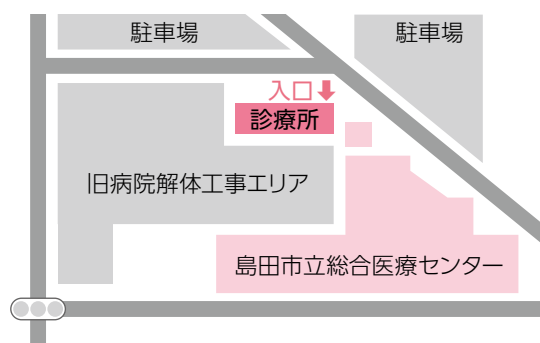 駐車場
駐車場
入口
診療所
旧病院解体工事エリア
島田市立総合医療センター